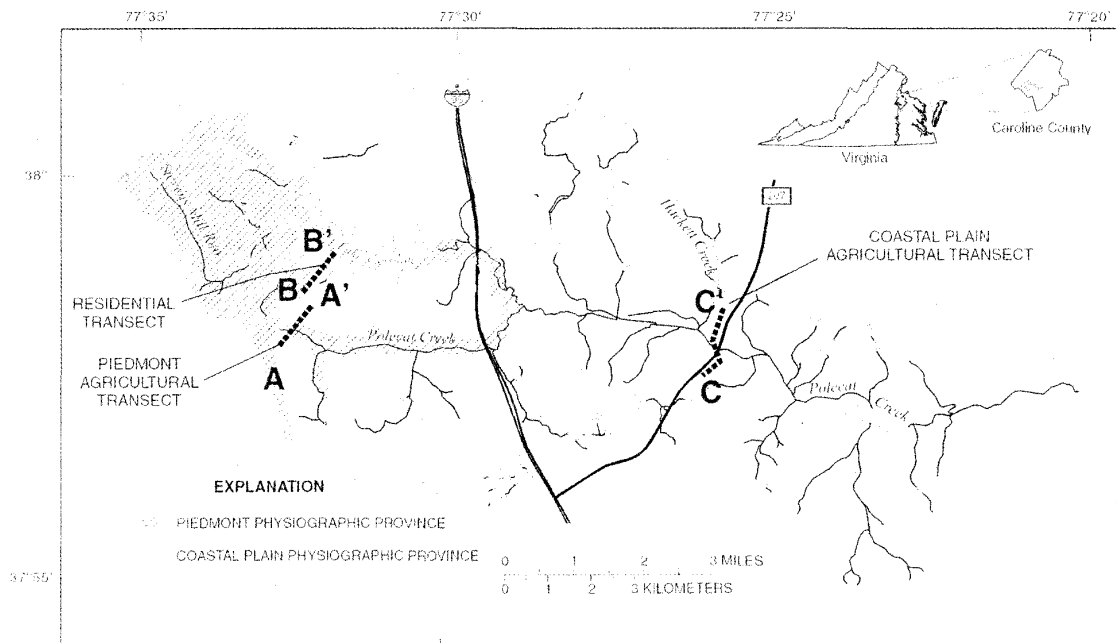 77°35' 77°30' 77°25' 77°20'
Caroline County
Virginia
38°
Hackett Creek
COASTAL PLAIN
AGRICULTURAL TRANSECT
B'
B
A'
RESIDENTIAL
TRANSECT
C'
Polecat Creek
PIEDMONT
AGRICULTURAL
TRANSECT
A
C
Polecat
Creek
EXPLANATION
PIEDMONT PHYSIOGRAPHIC PROVINCE
COASTAL PLAIN PHYSIOGRAPHIC PROVINCE
0 1 2 3 MILES
0 1 2 3 KILOMETERS
37°55'